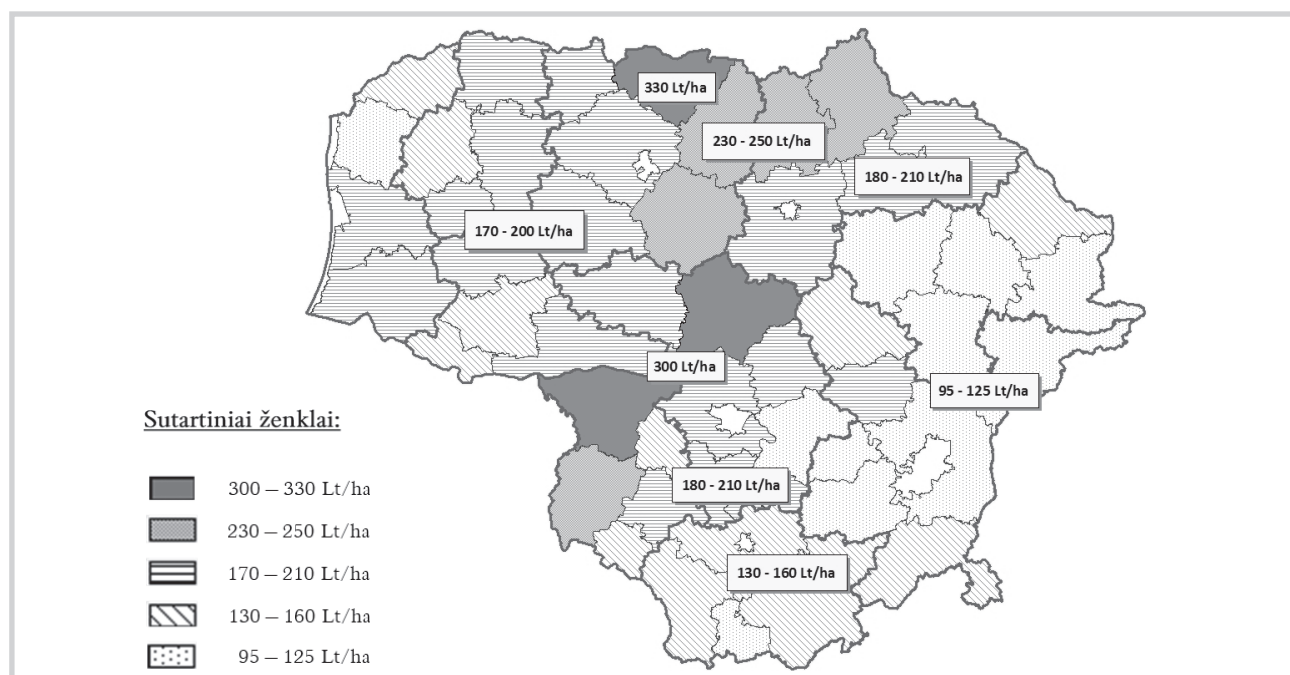 330 Lt/ha
230 - 250 Lt/ha
180 - 210 Lt/ha
170 - 200 Lt/ha
300 Lt/ha
95 - 125 Lt/ha
180 - 210 Lt/ha
130 - 160 Lt/ha
Sutartiniai ženklai:
300 – 330 Lt/ha
230 – 250 Lt/ha
170 – 210 Lt/ha
130 – 160 Lt/ha
95 – 125 Lt/ha